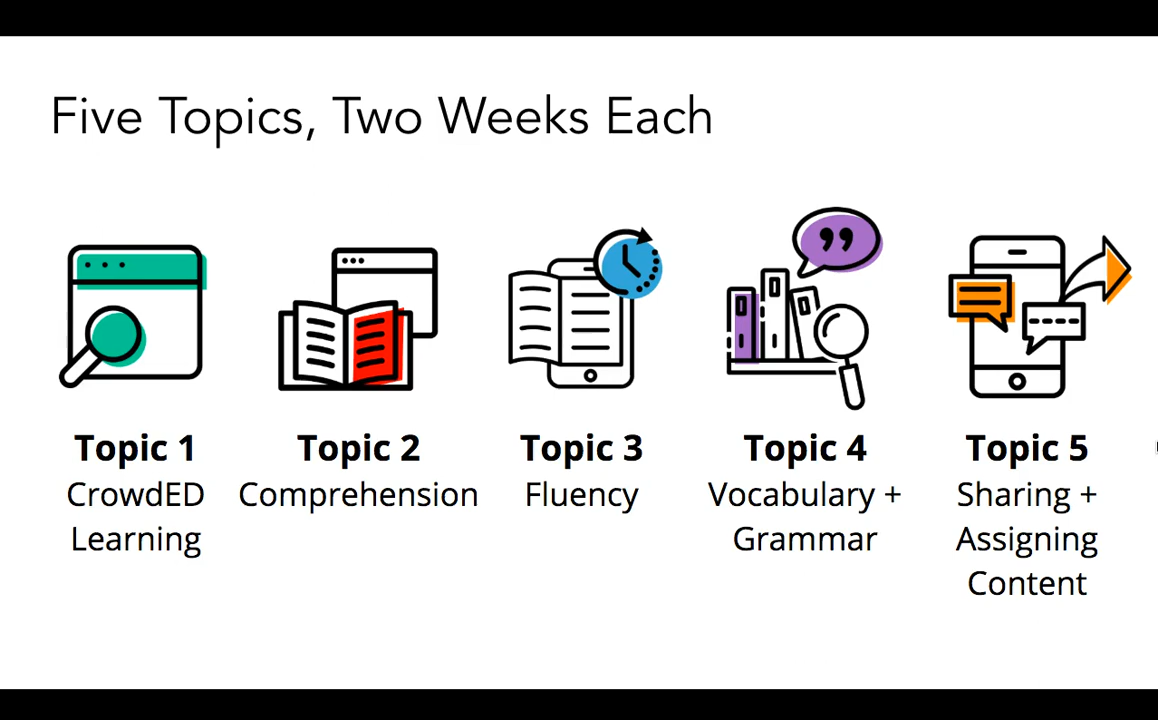 Five Topics, Two Weeks Each
Topic 1
CrowdED
Learning
Topic 2
Comprehension
Topic 3
Fluency
Topic 4
Vocabulary +
Grammar
Topic 5
Sharing +
Assigning
Content